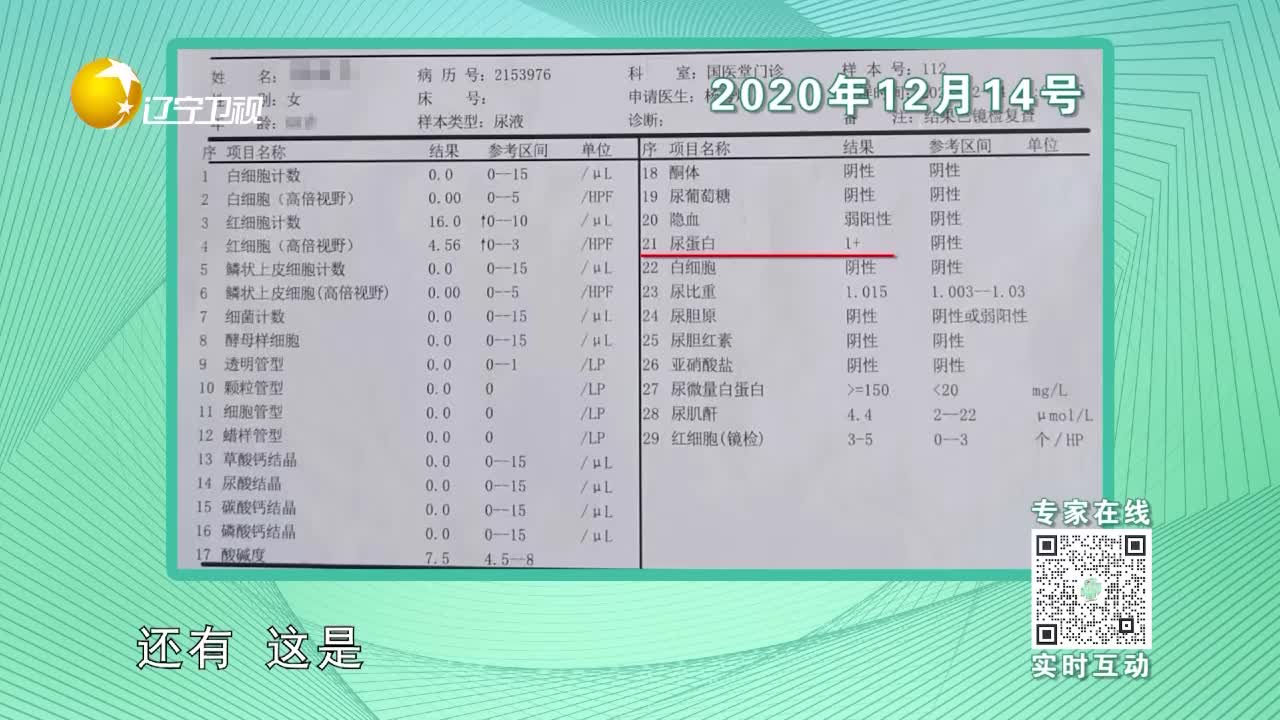 辽宁卫视
2020年12月14号
姓 名： 病 历 号：2153976 科 室：国医堂门诊 样 本 号：112
别：女 床 号： 申请医生：
龄： 样本类型：尿液 诊断： 备 注：结果已镜检复查
序 项目名称 结果 参考区间 单位
1 白细胞计数 0.0 0--15 /μL
2 白细胞（高倍视野） 0.00 0--5 /HPF
3 红细胞计数 16.0 ↑0--10 /μL
4 红细胞（高倍视野） 4.56 ↑0--3 /HPF
5 鳞状上皮细胞计数 0.0 0--15 /μL
6 鳞状上皮细胞(高倍视野) 0.00 0--5 /HPF
7 细菌计数 0.0 0--15 /μL
8 酵母样细胞 0.0 0--15 /μL
9 透明管型 0.0 0--1 /LP
10 颗粒管型 0.0 0 /LP
11 细胞管型 0.0 0 /LP
12 蜡样管型 0.0 0 /LP
13 草酸钙结晶 0.0 0--15 /μL
14 尿酸结晶 0.0 0--15 /μL
15 碳酸钙结晶 0.0 0--15 /μL
16 磷酸钙结晶 0.0 0--15 /μL
17 酸碱度 7.5 4.5--8
序 项目名称 结果 参考区间 单位
18 酮体 阴性 阴性
19 尿葡萄糖 阴性 阴性
20 隐血 弱阳性 阴性
21 尿蛋白 1+ 阴性
22 白细胞 阴性 阴性
23 尿比重 1.015 1.003--1.03
24 尿胆原 阴性 阴性或弱阳性
25 尿胆红素 阴性 阴性
26 亚硝酸盐 阴性 阴性
27 尿微量白蛋白 >=150 <20 mg/L
28 尿肌酐 4.4 2--22 μmol/L
29 红细胞(镜检) 3-5 0--3 个/HP
专家在线
实时互动
还有 这是